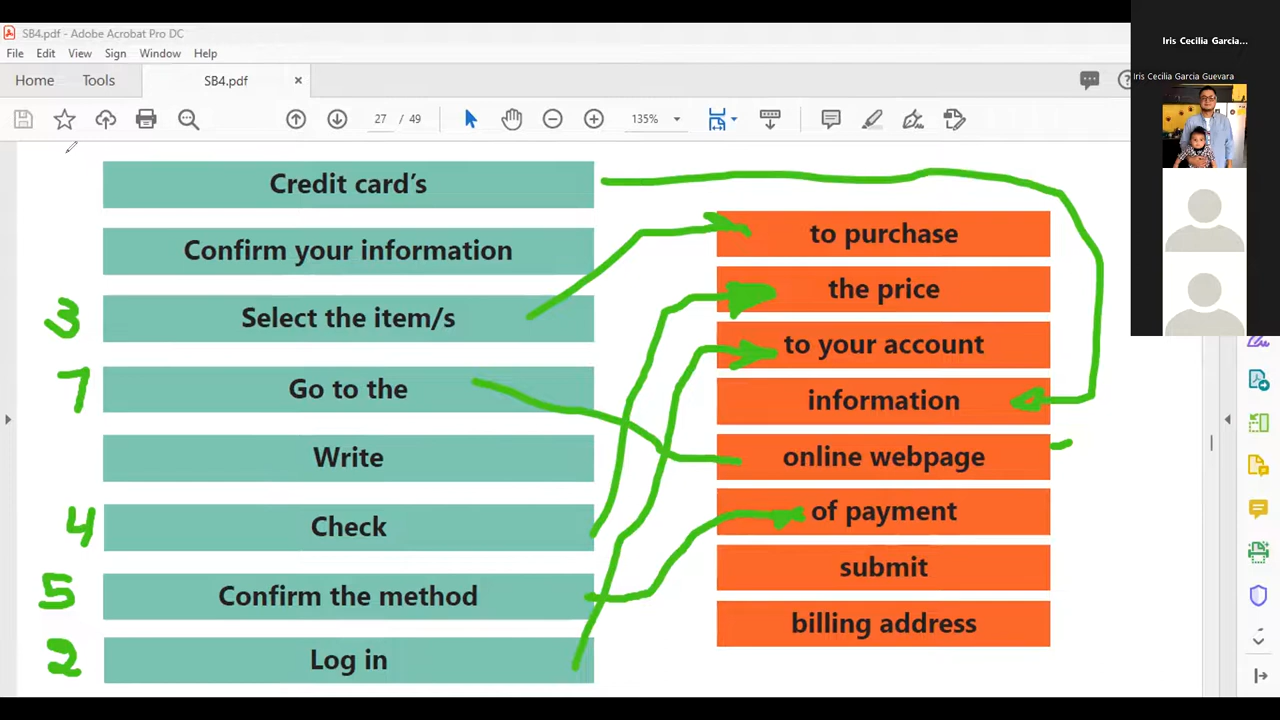 SB4.pdf - Adobe Acrobat Pro DC
File Edit View Sign Window Help
Home Tools SB4.pdf ×
27 / 49 135%
Iris Cecilia Garcia...
Iris Cecilia Garcia Guevara
Credit card's
Confirm your information
3 Select the item/s
Go to the
Write
4 Check
5 Confirm the method
2 Log in
to purchase
the price
to your account
information
online webpage
of payment
submit
billing address